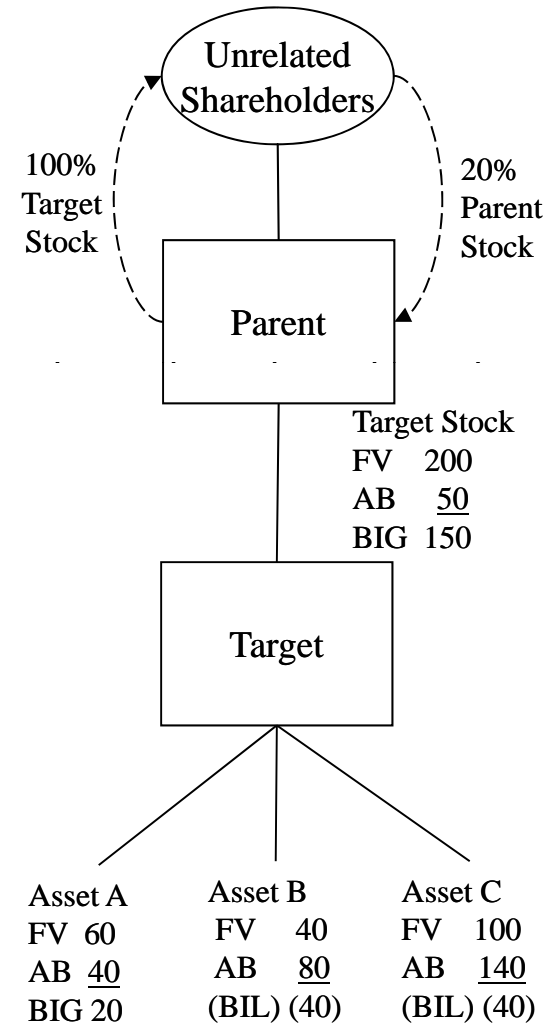 Unrelated
Shareholders
100%
Target
Stock
20%
Parent
Stock
Parent
Target Stock
FV 200
AB 50
BIG 150
Target
Asset A
FV 60
AB 40
BIG 20
Asset B
FV 40
AB 80
(BIL) (40)
Asset C
FV 100
AB 140
(BIL) (40)